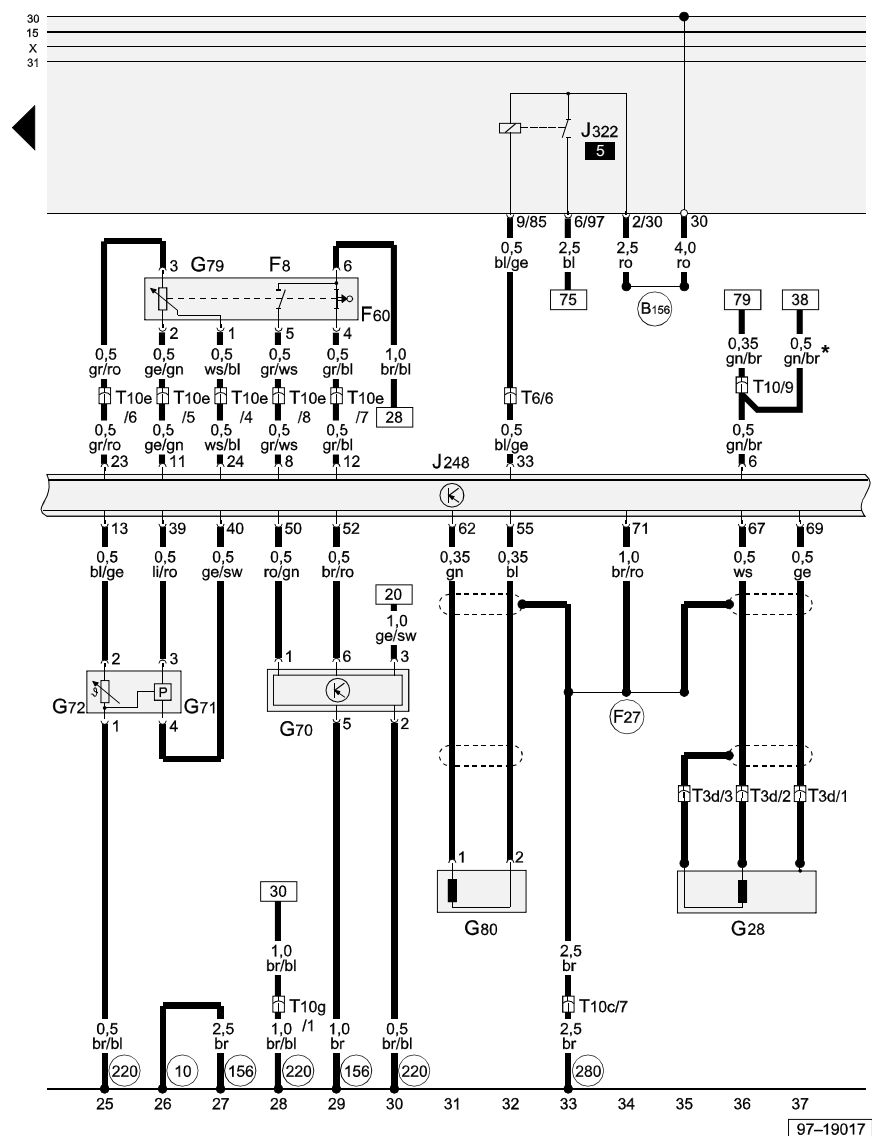 30
15
X
31
J322
5
9/85 6/97 2/30 30
0,5 2,5 2,5 4,0
bl/ge bl ro ro
75 B156 79 38
3 G79 F8 6
F60
2 1 5 4
0,35 0,5
gn/br gn/br*
0,5 0,5 0,5 0,5 0,5 1,0
gr/ro ge/gn ws/bl gr/ws gr/bl br/bl
T10/9
T10e T10e T10e T10e T10e T6/6
/6 /5 /4 /8 /7 28
0,5 0,5 0,5 0,5 0,5 0,5 0,5
gr/ro ge/gn ws/bl gr/ws gr/bl bl/ge gn/br
23 11 24 8 12 J248 33 6
13 39 40 50 52 62 55 71 67 69
0,5 0,5 0,5 0,5 0,5 0,35 0,35 1,0 0,5 0,5
bl/ge li/ro ge/sw ro/gn br/ro gn bl br/ro ws ge
20
1,0
ge/sw
2 3 1 6 3
ϑ P
G72 G71 F27
1 4 G70 5 2
T3d/3 T3d/2 T3d/1
1 2
30
G80 G28
1,0 2,5
br/bl br
T10g T10c/7
/1
0,5 2,5 1,0 1,0 0,5 2,5
br/bl br br/bl br br/bl br
220 10 156 220 156 220 280
25 26 27 28 29 30 31 32 33 34 35 36 37
97–19017